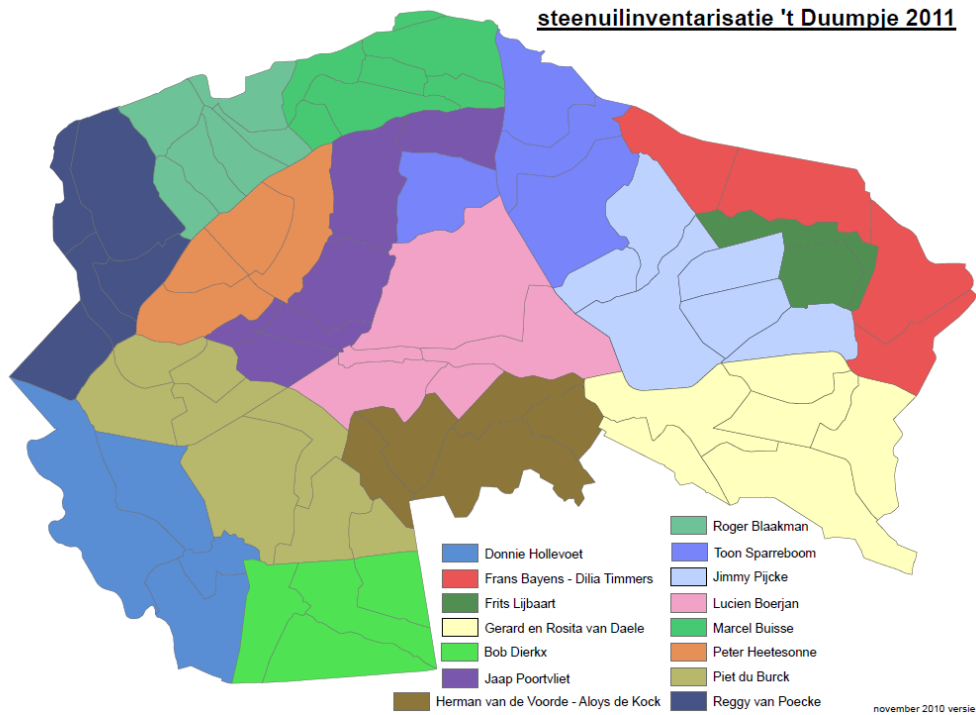 steenuilinventarisatie 't Duumpje 2011
Donnie Hollevoet
Frans Bayens - Dilia Timmers
Frits Lijbaart
Gerard en Rosita van Daele
Bob Dierkx
Jaap Poortvliet
Herman van de Voorde - Aloys de Kock
Roger Blaakman
Toon Sparreboom
Jimmy Pijcke
Lucien Boerjan
Marcel Buisse
Peter Heetesonne
Piet du Burck
Reggy van Poecke
november 2010 versie